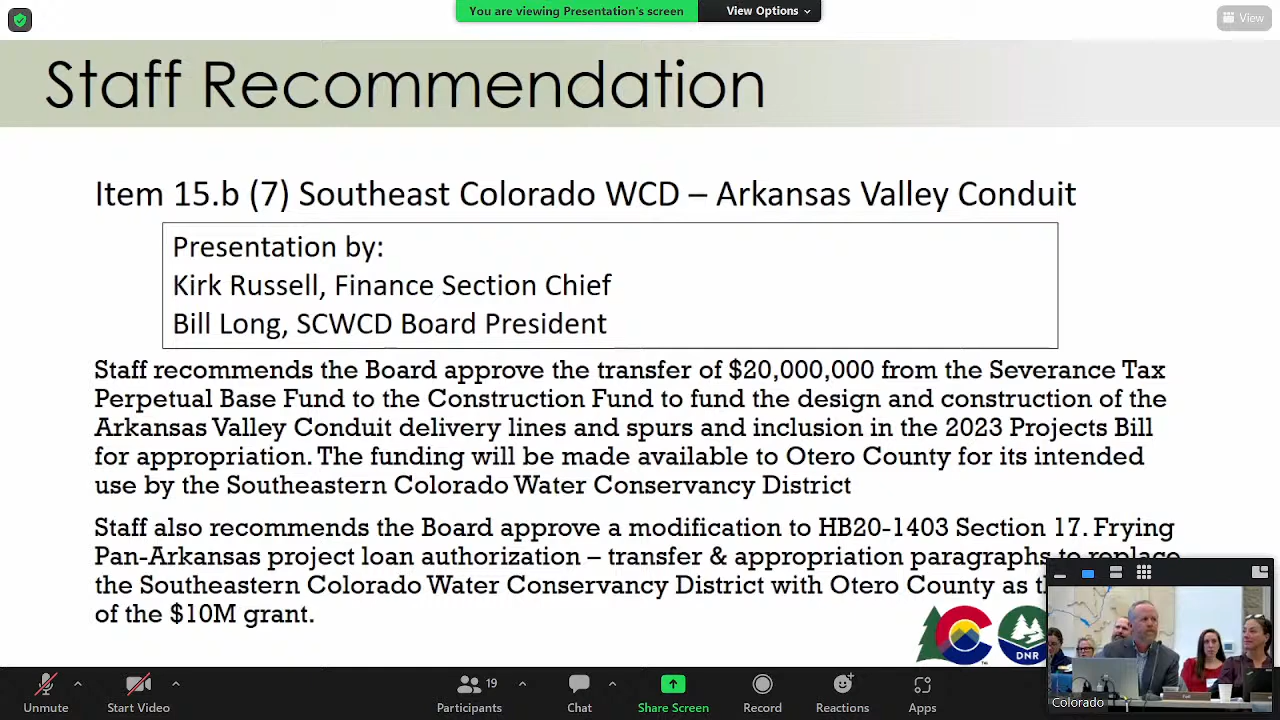 You are viewing Presentation's screen
View Options
View
Staff Recommendation
Item 15.b (7) Southeast Colorado WCD – Arkansas Valley Conduit
Presentation by:
Kirk Russell, Finance Section Chief
Bill Long, SCWCD Board President
Staff recommends the Board approve the transfer of $20,000,000 from the Severance Tax
Perpetual Base Fund to the Construction Fund to fund the design and construction of the
Arkansas Valley Conduit delivery lines and spurs and inclusion in the 2023 Projects Bill
for appropriation. The funding will be made available to Otero County for its intended
use by the Southeastern Colorado Water Conservancy District
Staff also recommends the Board approve a modification to HB20-1403 Section 17. Frying
Pan-Arkansas project loan authorization – transfer & appropriation paragraphs to replace
the Southeastern Colorado Water Conservancy District with Otero County as
of the $10M grant.
DNR
Colorado
Unmute
Start Video
19
Participants
Chat
Share Screen
Record
Reactions
Apps